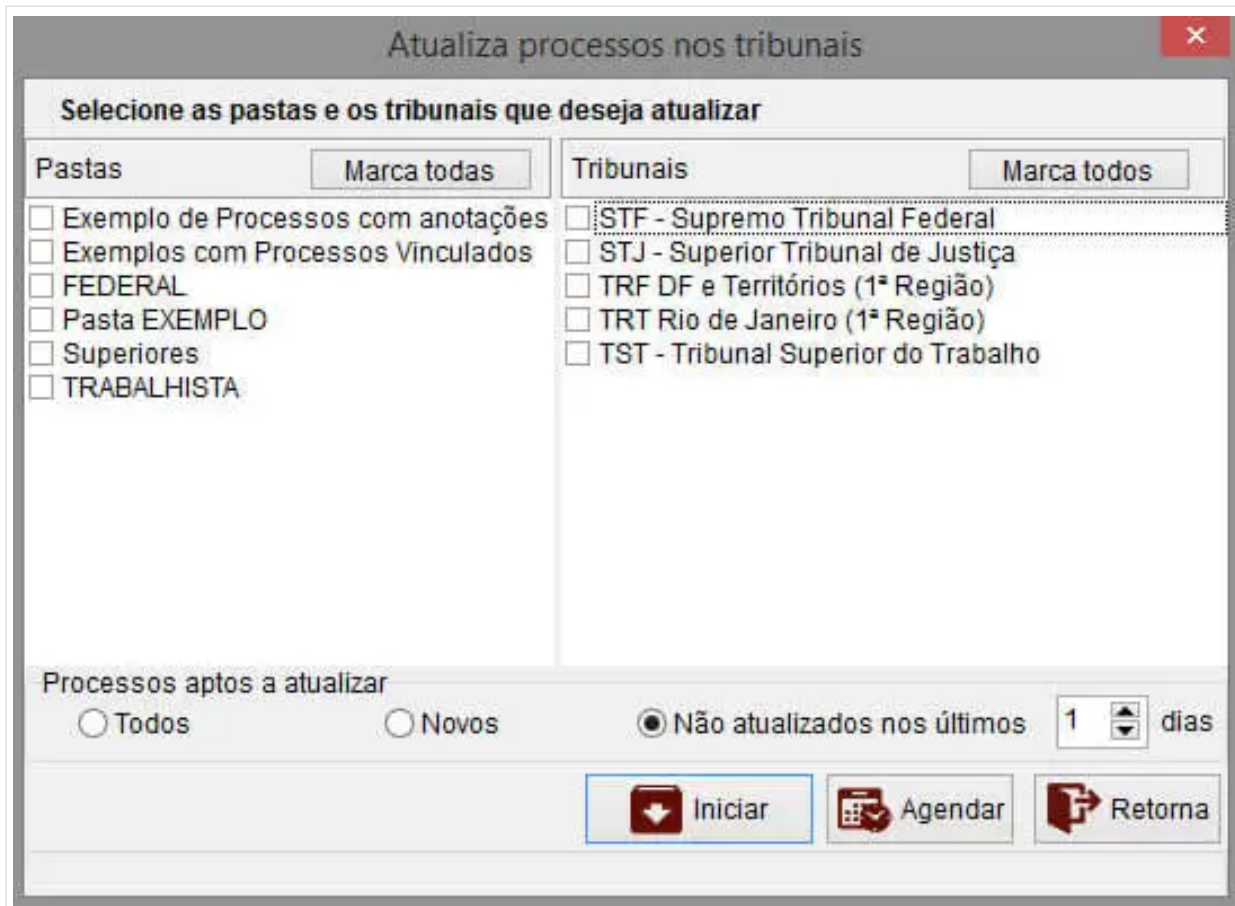 Atualiza processos nos tribunais
Selecione as pastas e os tribunais que deseja atualizar
Pastas
Marca todas
Exemplo de Processos com anotações
Exemplos com Processos Vinculados
FEDERAL
Pasta EXEMPLO
Superiores
TRABALHISTA
Tribunais
Marca todos
STF - Supremo Tribunal Federal
STJ - Superior Tribunal de Justiça
TRF DF e Territórios (1ª Região)
TRT Rio de Janeiro (1ª Região)
TST - Tribunal Superior do Trabalho
Processos aptos a atualizar
Todos
Novos
Não atualizados nos últimos 1 dias
Iniciar
Agendar
Retorna